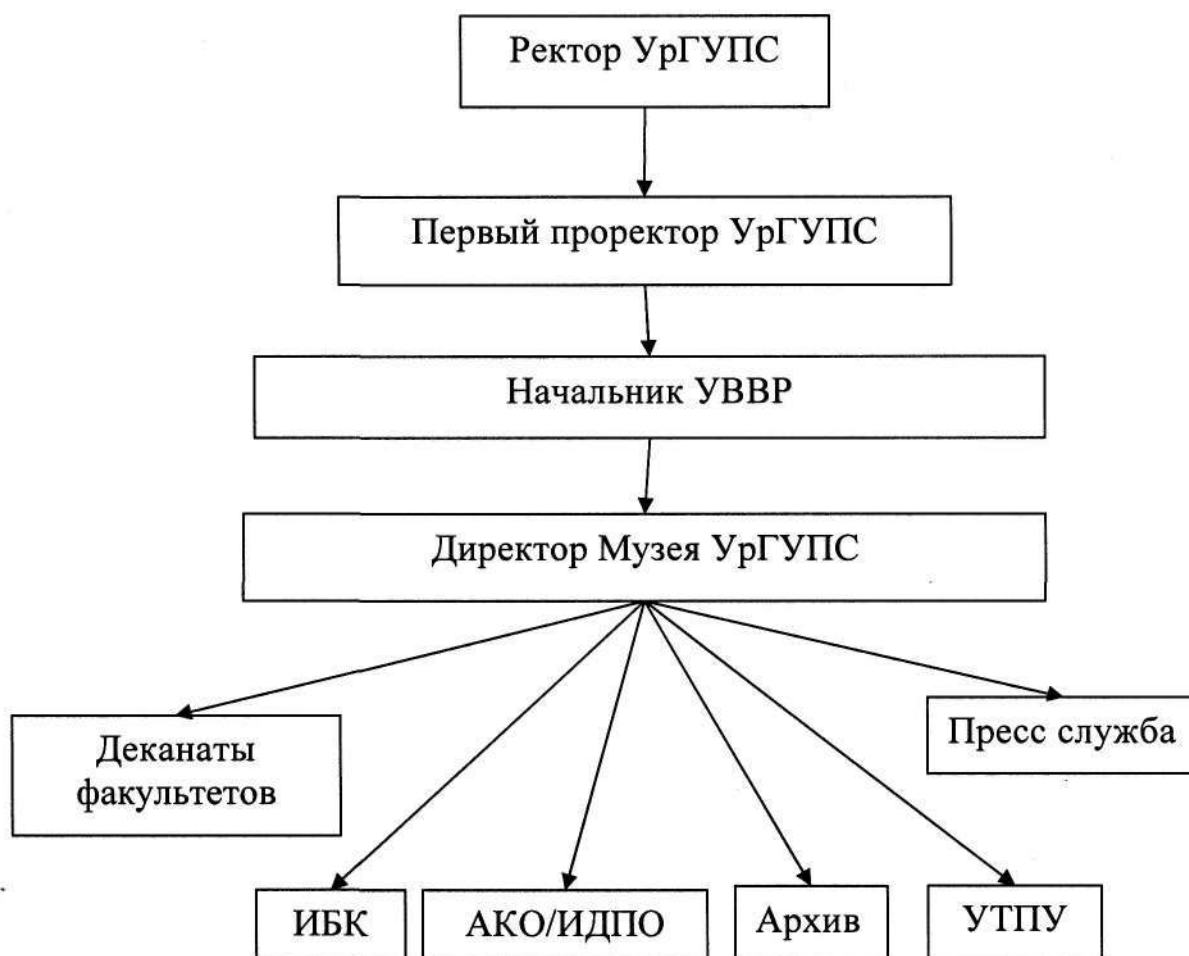 Ректор УрГУПС
Первый проректор УрГУПС
Начальник УВВР
Директор Музея УрГУПС
Деканаты
факультетов
Пресс служба
ИБК
АКО/ИДПО
Архив
УТПУ